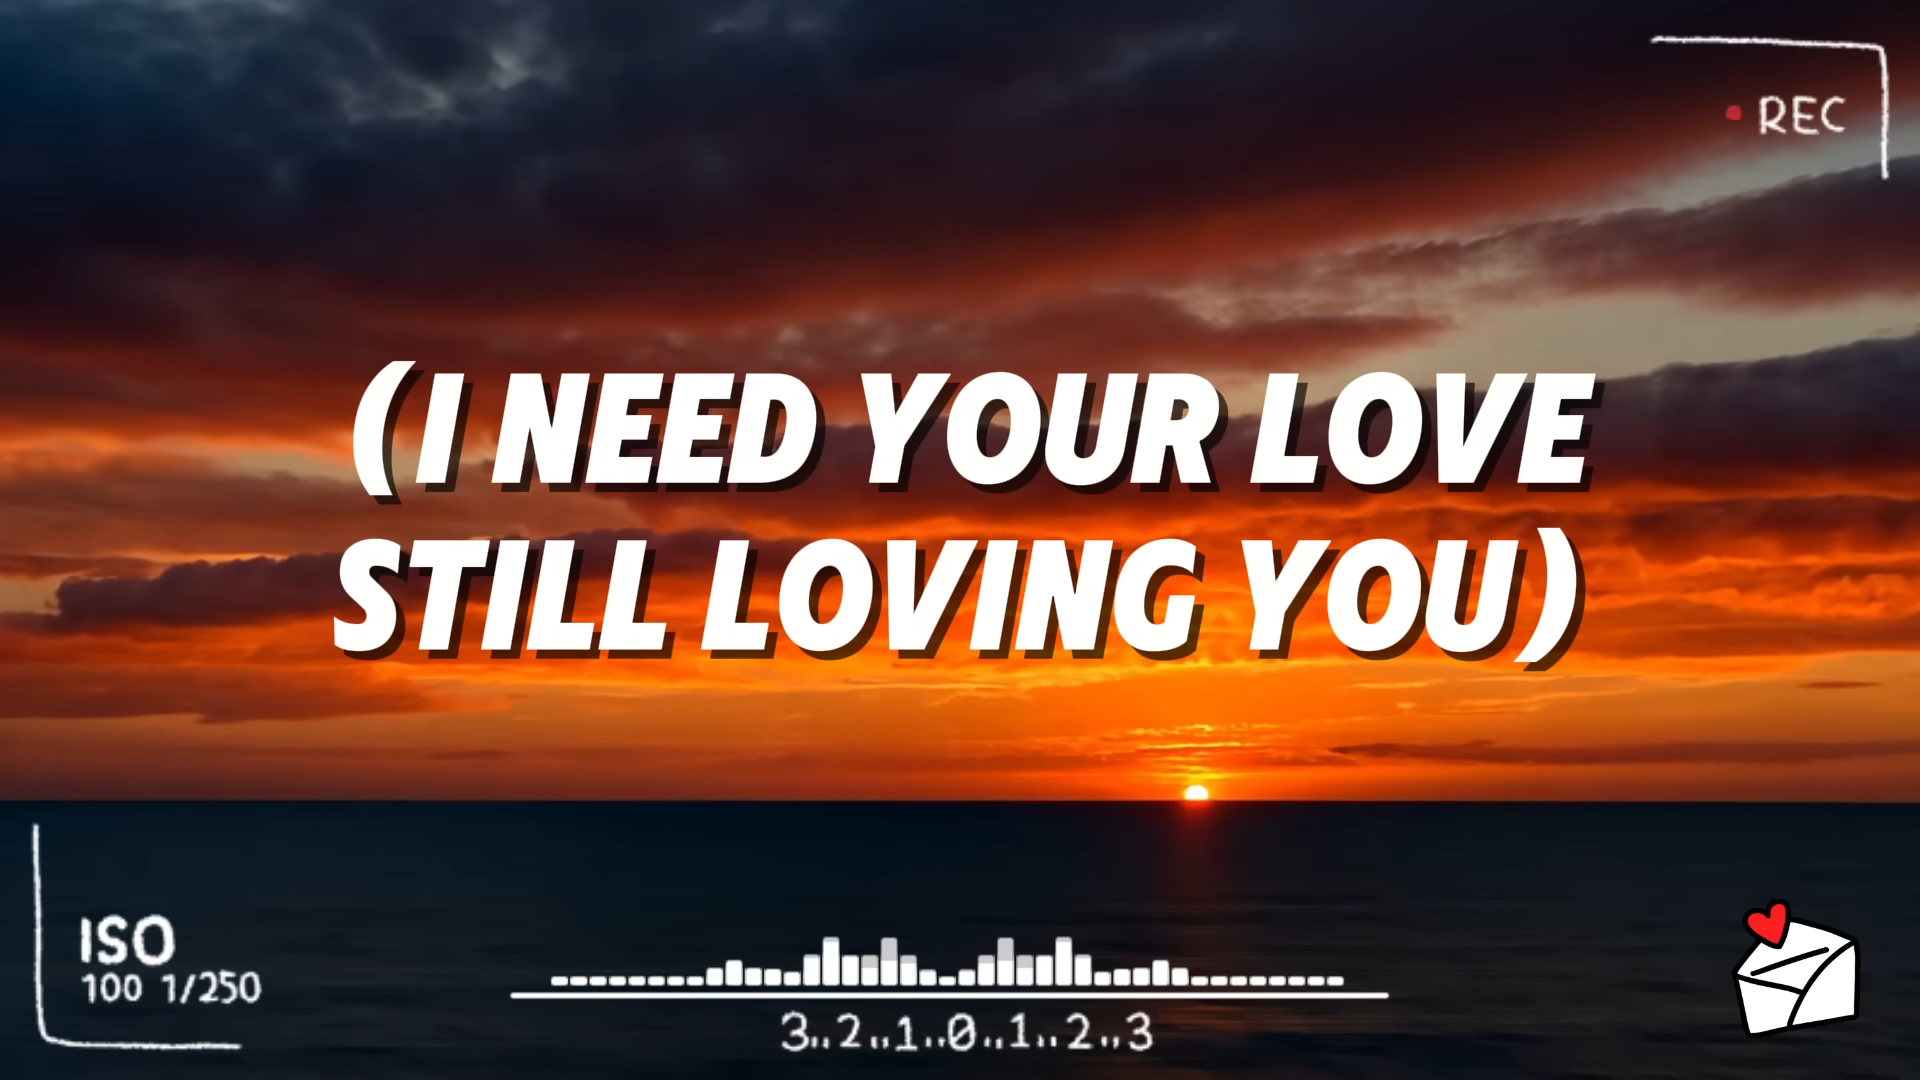 REC
(I NEED YOUR LOVE
STILL LOVING YOU)
ISO
100 1/250
3..2..1..0..1..2..3